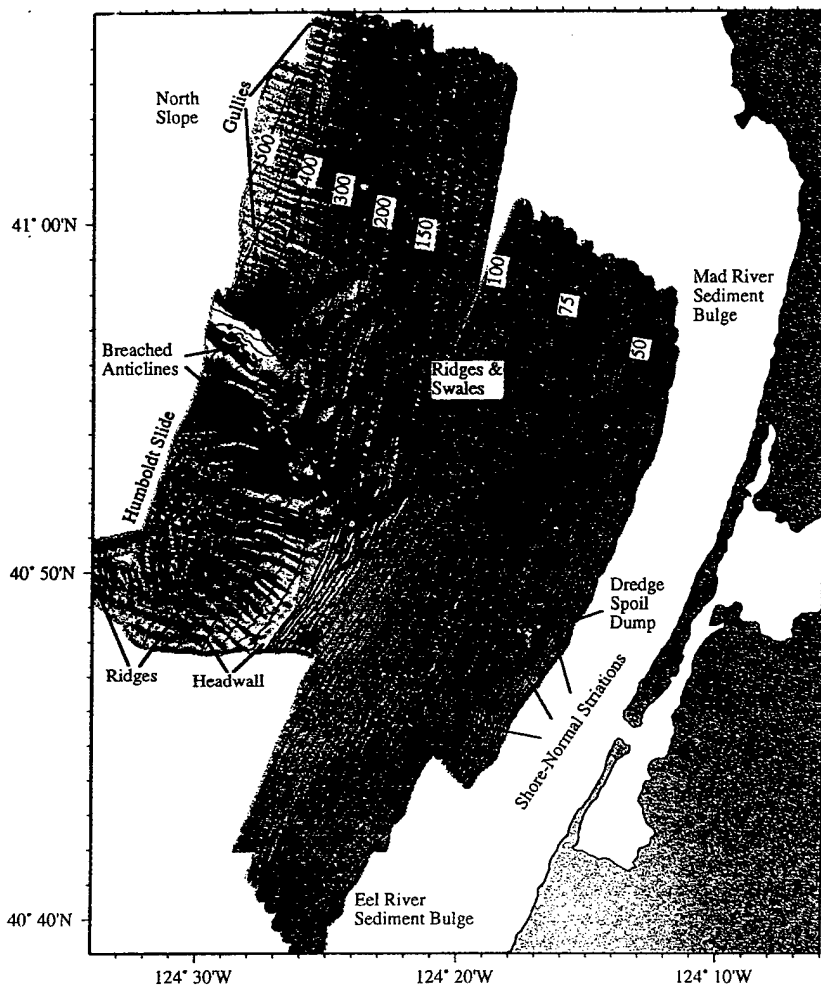 North
Slope
Gullies
500
400
300
200
150
100
75
50
41° 00'N
Mad River
Sediment
Bulge
Breached
Anticlines
Ridges &
Swales
Humboldt Slide
40° 50'N
Dredge
Spoil
Dump
Ridges
Headwall
Shore-Normal Striations
Eel River
Sediment Bulge
40° 40'N
124° 30'W
124° 20'W
124° 10'W